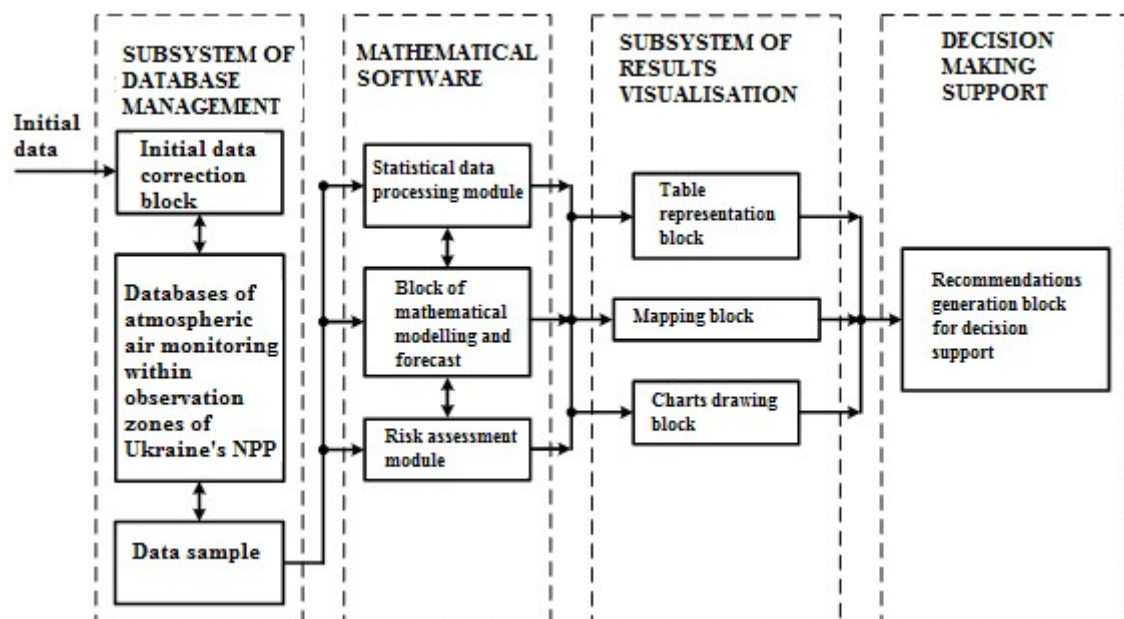 SUBSYSTEM OF
DATABASE
MANAGEMENT
Initial
data
Initial data
correction
block
Databases of
atmospheric
air monitoring
within
observation
zones of
Ukraine's NPP
Data sample
MATHEMATICAL
SOFTWARE
Statistical data
processing module
Block of
mathematical
modelling and
forecast
Risk assessment
module
SUBSYSTEM OF
RESULTS
VISUALISATION
Table
representation
block
Mapping block
Charts drawing
block
DECISION
MAKING
SUPPORT
Recommendations
generation block
for decision
support